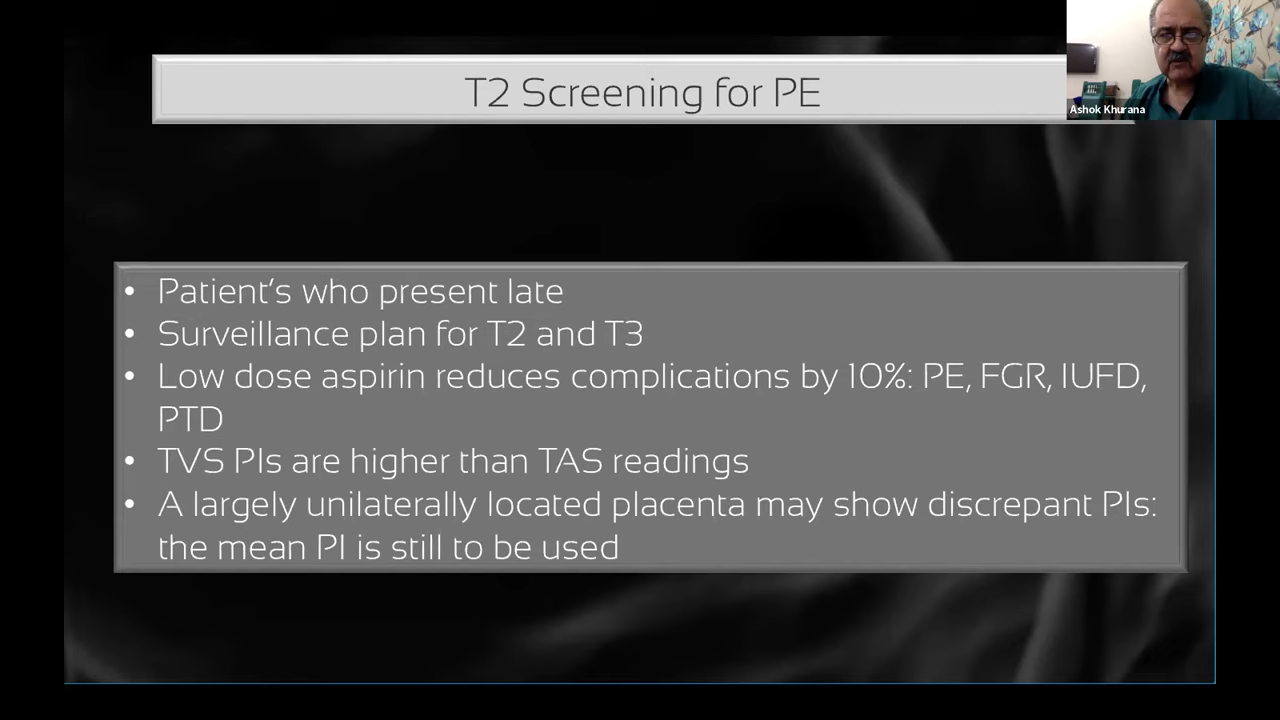 T2 Screening for PE
Ashok Khurana
• Patient's who present late
• Surveillance plan for T2 and T3
• Low dose aspirin reduces complications by 10%: PE, FGR, IUFD,
PTD
• TVS PIs are higher than TAS readings
• A largely unilaterally located placenta may show discrepant PIs:
the mean PI is still to be used